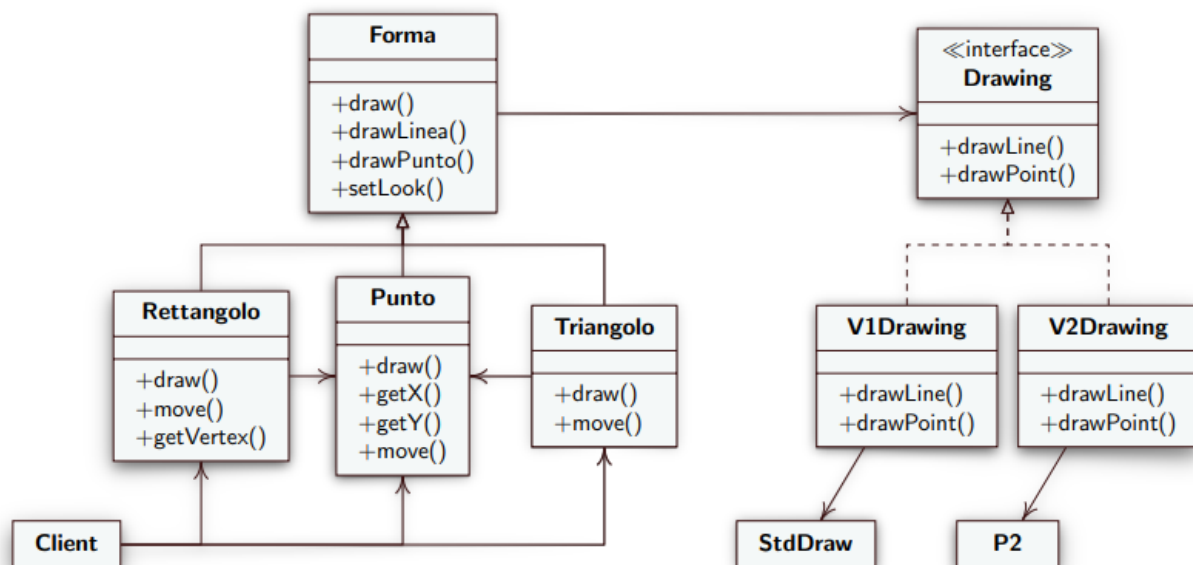 Forma
+draw()
+drawLinea()
+drawPunto()
+setLook()
≪interface≫
Drawing
+drawLine()
+drawPoint()
Rettangolo
+draw()
+move()
+getVertex()
Punto
+draw()
+getX()
+getY()
+move()
Triangolo
+draw()
+move()
V1Drawing
+drawLine()
+drawPoint()
V2Drawing
+drawLine()
+drawPoint()
Client
StdDraw
P2